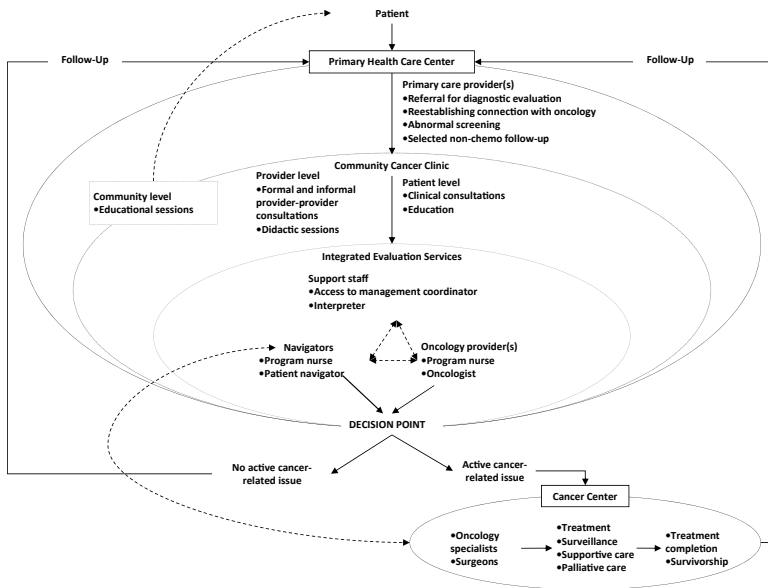 Patient
Follow-Up
Primary Health Care Center
Follow-Up
Primary care provider(s)
•Referral for diagnostic evaluation
•Reestablishing connection with oncology
•Abnormal screening
•Selected non-chemo follow-up
Community Cancer Clinic
Community level
•Educational sessions
Provider level
•Formal and informal
provider-provider
consultations
•Didactic sessions
Patient level
•Clinical consultations
•Education
Integrated Evaluation Services
Support staff
•Access to management coordinator
•Interpreter
Navigators
•Program nurse
•Patient navigator
Oncology provider(s)
•Program nurse
•Oncologist
DECISION POINT
No active cancer-
related issue
Active cancer-
related issue
Cancer Center
•Oncology
specialists
•Surgeons
•Treatment
•Surveillance
•Supportive care
•Palliative care
•Treatment
completion
•Survivorship